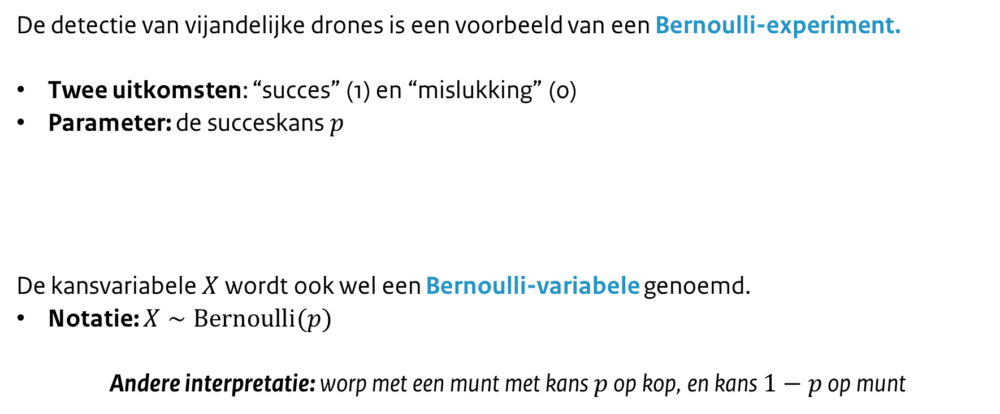 De detectie van vijandelijke drones is een voorbeeld van een Bernoulli-experiment.
• Twee uitkomsten: “succes” (1) en “mislukking” (0)
• Parameter: de succeskans p
De kansvariabele X wordt ook wel een Bernoulli-variabele genoemd.
• Notatie: X ~ Bernoulli(p)
Andere interpretatie: worp met een munt met kans p op kop, en kans 1 − p op munt